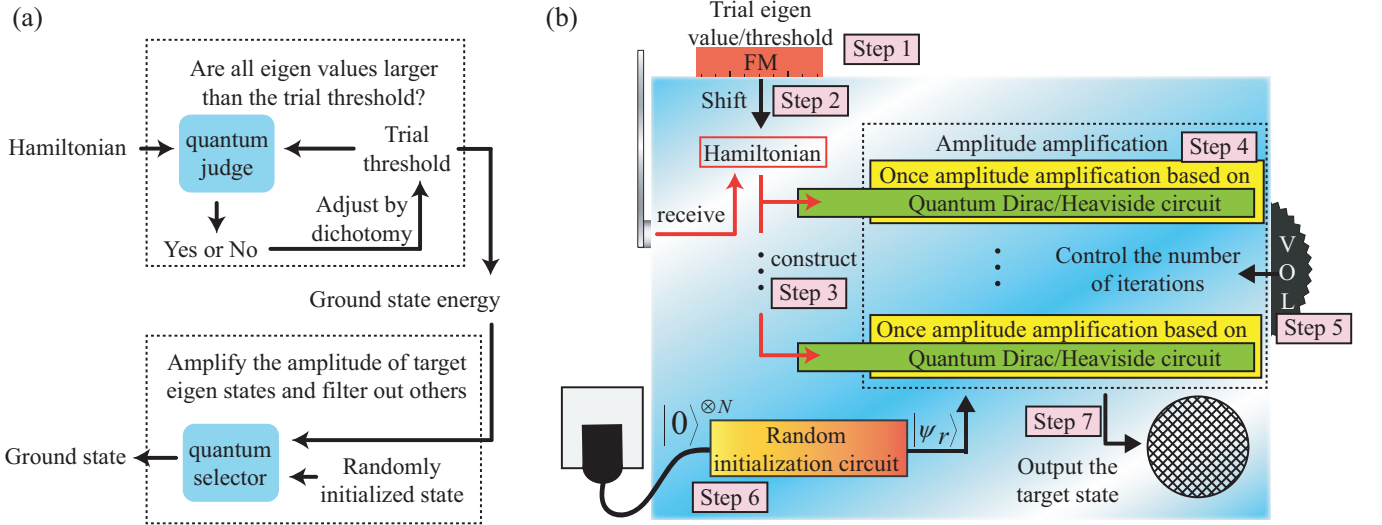 (a)
Are all eigen values larger
than the trial threshold?
Hamiltonian
quantum
judge
Trial
threshold
Adjust by
dichotomy
Yes or No
Ground state energy
Amplify the amplitude of target
eigen states and filter out others
Ground state
quantum
selector
Randomly
initialized state
(b)
Trial eigen
value/threshold
Step 1
FM
Shift
Step 2
Hamiltonian
receive
construct
Step 3
Amplitude amplification
Step 4
Once amplitude amplification based on
Quantum Dirac/Heaviside circuit
Control the number
of iterations
VOL
Step 5
Once amplitude amplification based on
Quantum Dirac/Heaviside circuit
|0⟩⊗N
Random
initialization circuit
Step 6
|ψr⟩
Step 7
Output the
target state